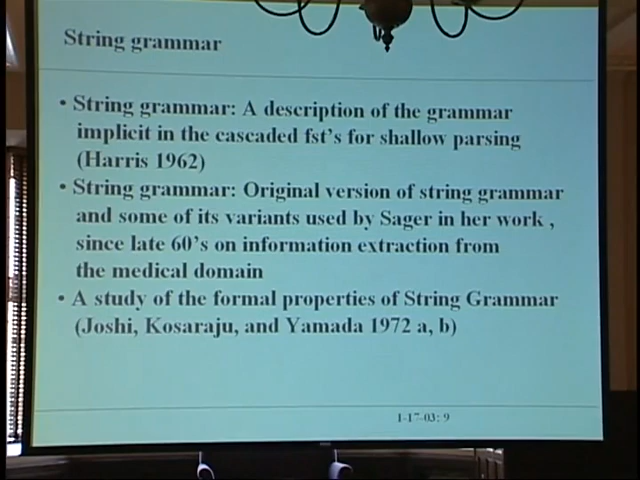 String grammar
• String grammar: A description of the grammar
implicit in the cascaded fst's for shallow parsing
(Harris 1962)
• String grammar: Original version of string grammar
and some of its variants used by Sager in her work ,
since late 60's on information extraction from
the medical domain
• A study of the formal properties of String Grammar
(Joshi, Kosaraju, and Yamada 1972 a, b)
1-17-03: 9